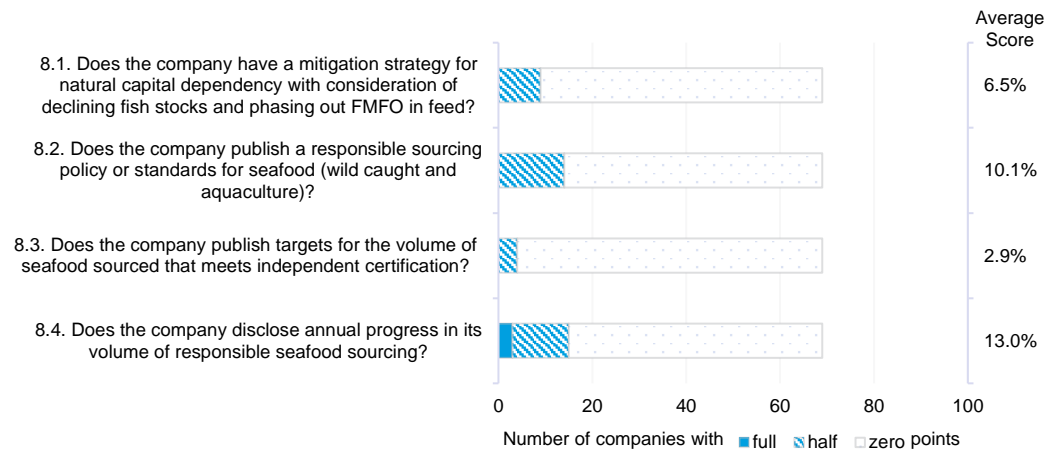 Average
Score
8.1. Does the company have a mitigation strategy for
natural capital dependency with consideration of
declining fish stocks and phasing out FMFO in feed?
6.5%
8.2. Does the company publish a responsible sourcing
policy or standards for seafood (wild caught and
aquaculture)?
10.1%
8.3. Does the company publish targets for the volume of
seafood sourced that meets independent certification?
2.9%
8.4. Does the company disclose annual progress in its
volume of responsible seafood sourcing?
13.0%
0 20 40 60 80 100
Number of companies with full half zero points